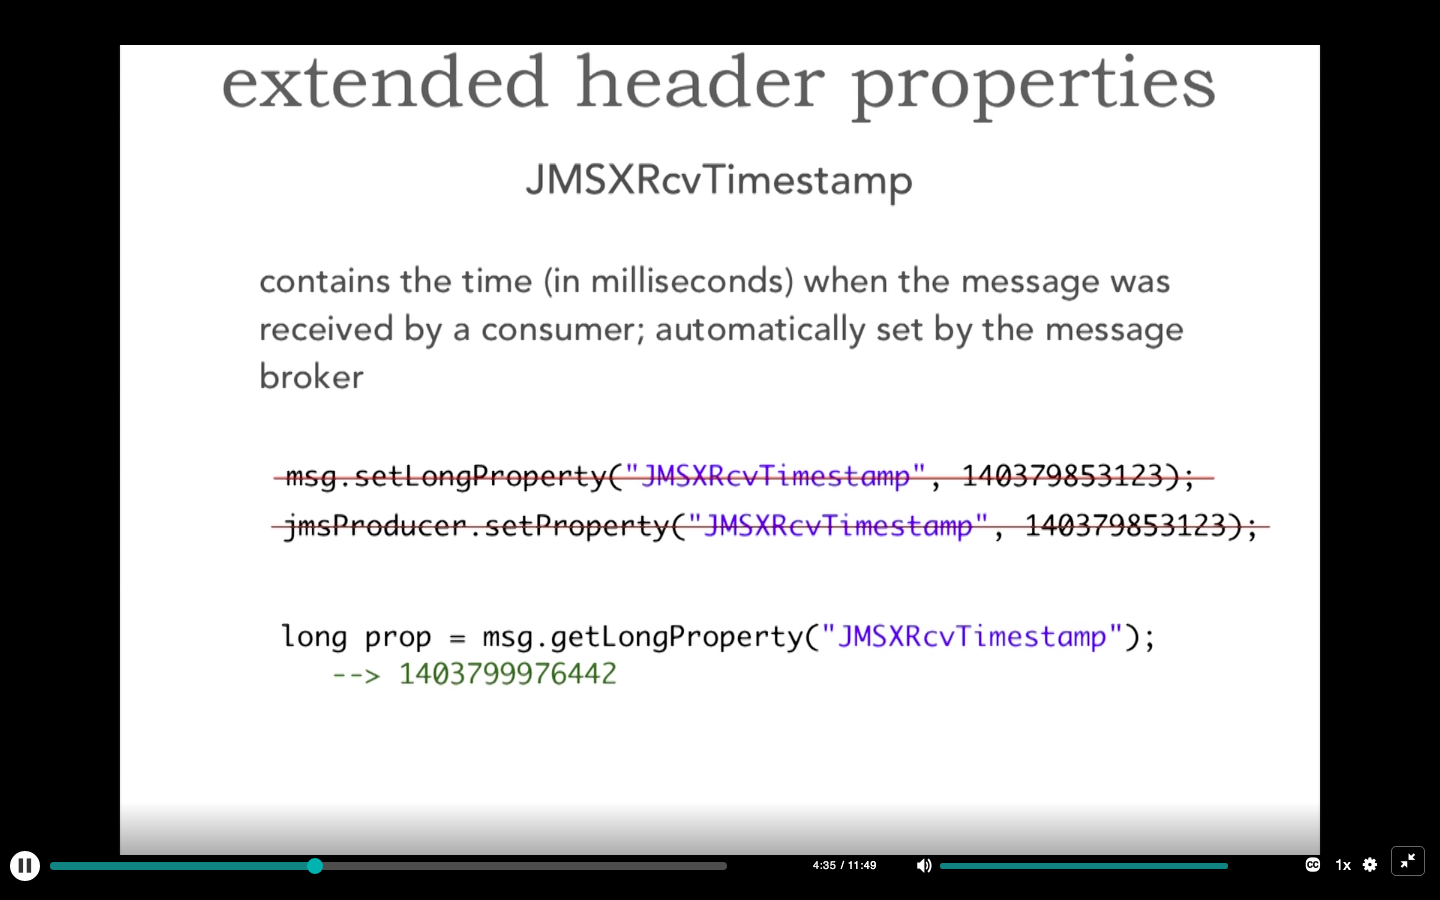 extended header properties
JMSXRcvTimestamp
contains the time (in milliseconds) when the message was
received by a consumer; automatically set by the message
broker
msg.setLongProperty("JMSXRcvTimestamp", 140379853123);
jmsProducer.setProperty("JMSXRcvTimestamp", 140379853123);
long prop = msg.getLongProperty("JMSXRcvTimestamp");
--> 1403799976442
4:35 / 11:49
CC
1x